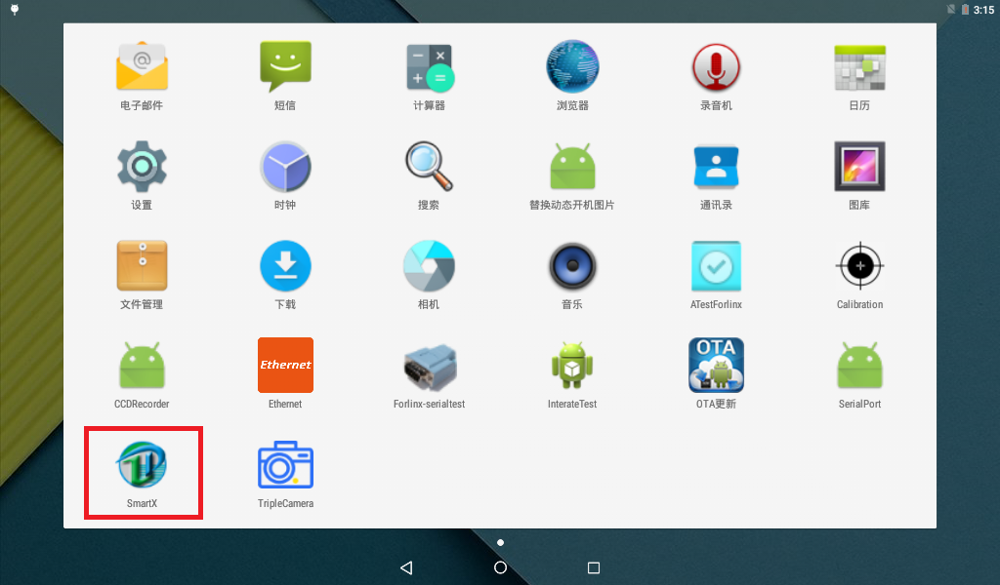 3:15
电子邮件
短信
计算器
浏览器
录音机
日历
设置
时钟
搜索
替换动态开机图片
通讯录
图库
文件管理
下载
相机
音乐
ATestForlinx
Calibration
Ethernet
OTA
CCDRecorder
Ethernet
Forlinx-serialtest
InterateTest
OTA更新
SerialPort
SmartX
TripleCamera